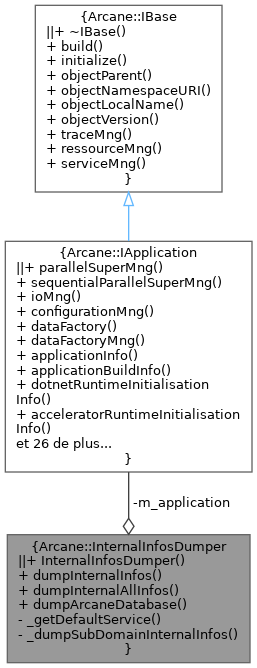 {Arcane::IBase
||+ ~IBase()
+ build()
+ initialize()
+ objectParent()
+ objectNamespaceURI()
+ objectLocalName()
+ objectVersion()
+ traceMng()
+ ressourceMng()
+ serviceMng()
}
{Arcane::IApplication
||+ parallelSuperMng()
+ sequentialParallelSuperMng()
+ ioMng()
+ configurationMng()
+ dataFactory()
+ dataFactoryMng()
+ applicationInfo()
+ applicationBuildInfo()
+ dotnetRuntimeInitialisation
Info()
+ acceleratorRuntimeInitialisation
Info()
et 26 de plus...
}
-m_application
{Arcane::InternalInfosDumper
||+ InternalInfosDumper()
+ dumpInternalInfos()
+ dumpInternalAllInfos()
+ dumpArcaneDatabase()
- _getDefaultService()
- _dumpSubDomainInternalInfos()
}